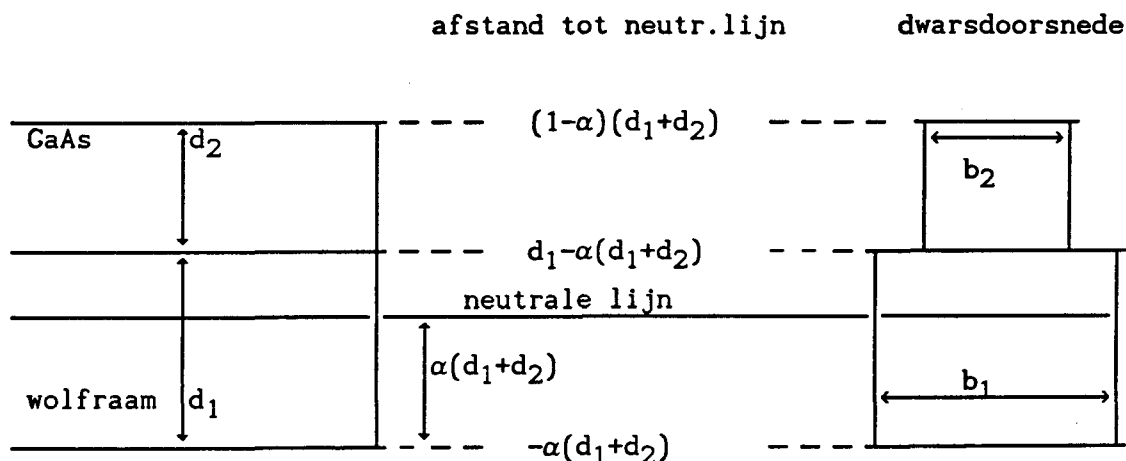 afstand tot neutr.lijn dwarsdoorsnede
(1-α)(d₁+d₂)
GaAs d₂
b₂
d₁-α(d₁+d₂)
neutrale lijn
α(d₁+d₂)
wolfraam d₁
b₁
-α(d₁+d₂)